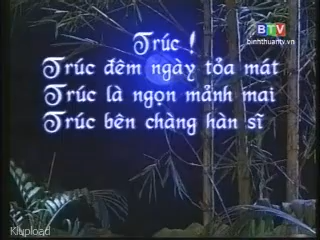 BTV
binhthuantv.vn
Trúc !
Trúc đêm ngày tỏa mát
Trúc là ngọn mảnh mai
Trúc bên chàng hàn sĩ
Klupload